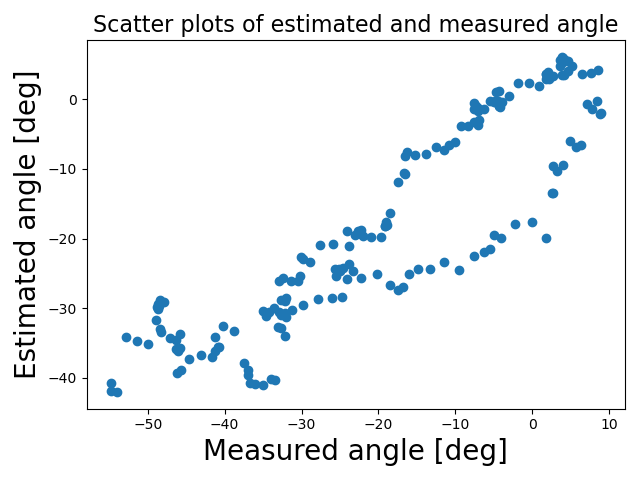 Scatter plots of estimated and measured angle
Estimated angle [deg]
0
−10
−20
−30
−40
−50 −40 −30 −20 −10 0 10
Measured angle [deg]